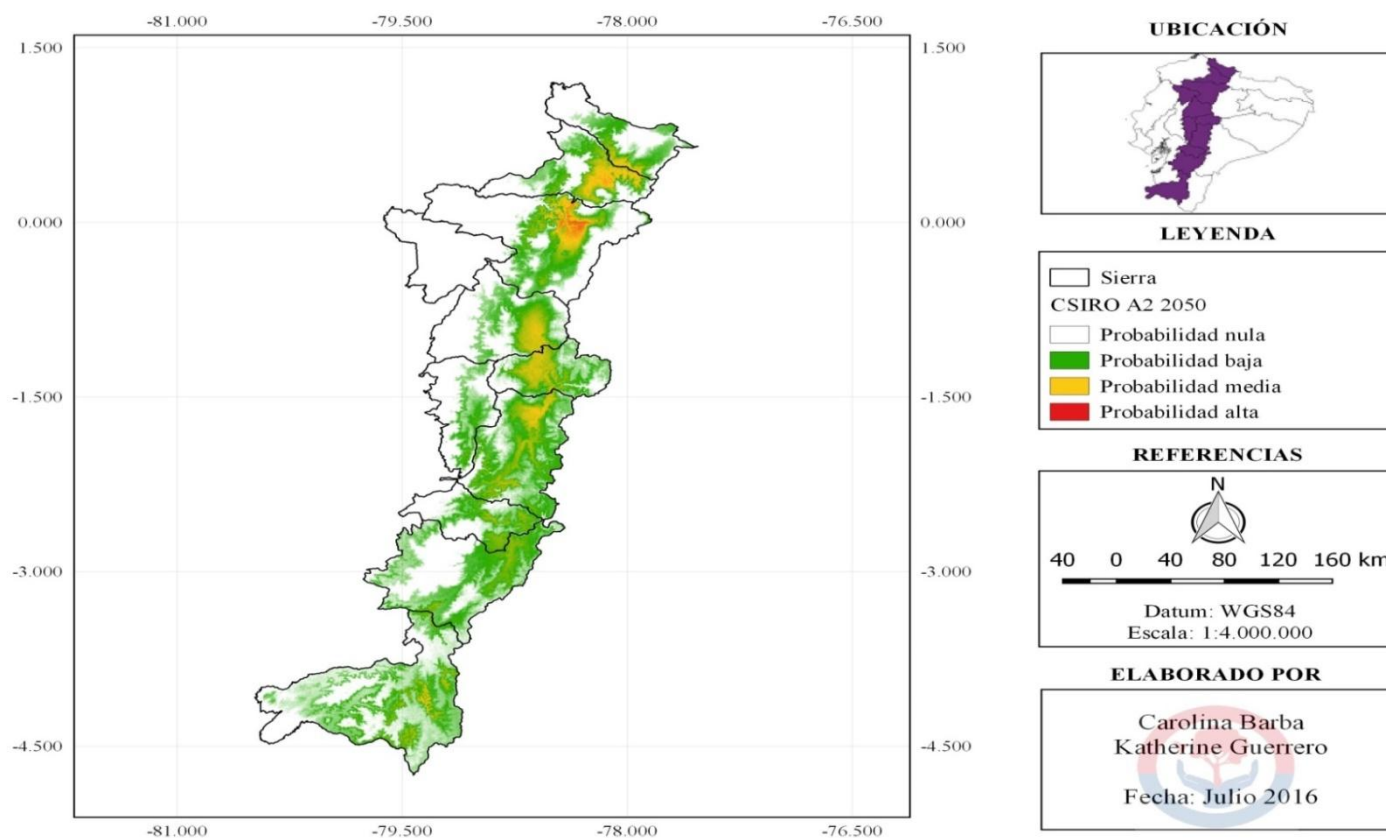 -81.000 -79.500 -78.000 -76.500
1.500 1.500
0.000 0.000
-1.500 -1.500
-3.000 -3.000
-4.500 -4.500
-81.000 -79.500 -78.000 -76.500
UBICACIÓN
LEYENDA
Sierra
CSIRO A2 2050
Probabilidad nula
Probabilidad baja
Probabilidad media
Probabilidad alta
REFERENCIAS
N
40 0 40 80 120 160 km
Datum: WGS84
Escala: 1:4.000.000
ELABORADO POR
Carolina Barba
Katherine Guerrero
Fecha: Julio 2016